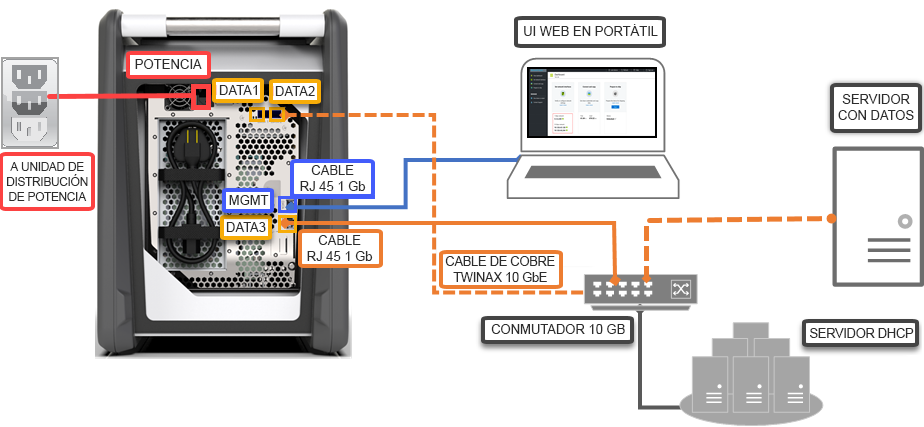 UI WEB EN PORTÁTIL
POTENCIA
DATA1
DATA2
SERVIDOR
CON DATOS
A UNIDAD DE
DISTRIBUCIÓN
DE POTENCIA
CABLE
RJ 45 1 Gb
MGMT
DATA3
CABLE
RJ 45 1 Gb
CABLE DE COBRE
TWINAX 10 GbE
CONMUTADOR 10 GB
SERVIDOR DHCP